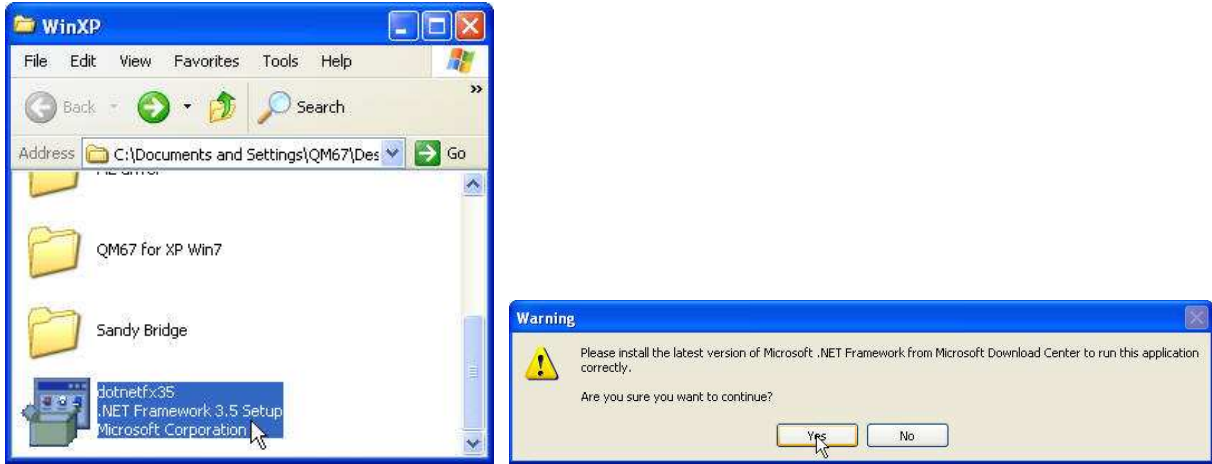 WinXP
File Edit View Favorites Tools Help
Back Search »
Address C:\Documents and Settings\QM67\Des Go
QM67 for XP Win7
Sandy Bridge
dotnetfx35
.NET Framework 3.5 Setup
Microsoft Corporation
Warning
Please install the latest version of Microsoft .NET Framework from Microsoft Download Center to run this application
correctly.
Are you sure you want to continue?
Yes No